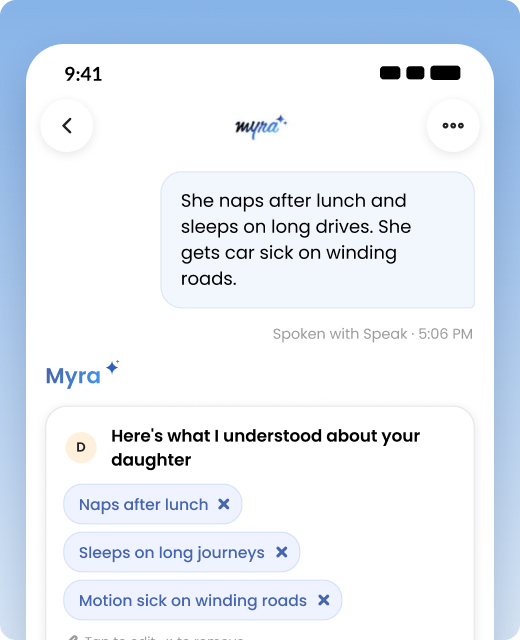 9:41
myra
She naps after lunch and
sleeps on long drives. She
gets car sick on winding
roads.
Spoken with Speak · 5:06 PM
Myra
D
Here's what I understood about your
daughter
Naps after lunch ×
Sleeps on long journeys ×
Motion sick on winding roads ×